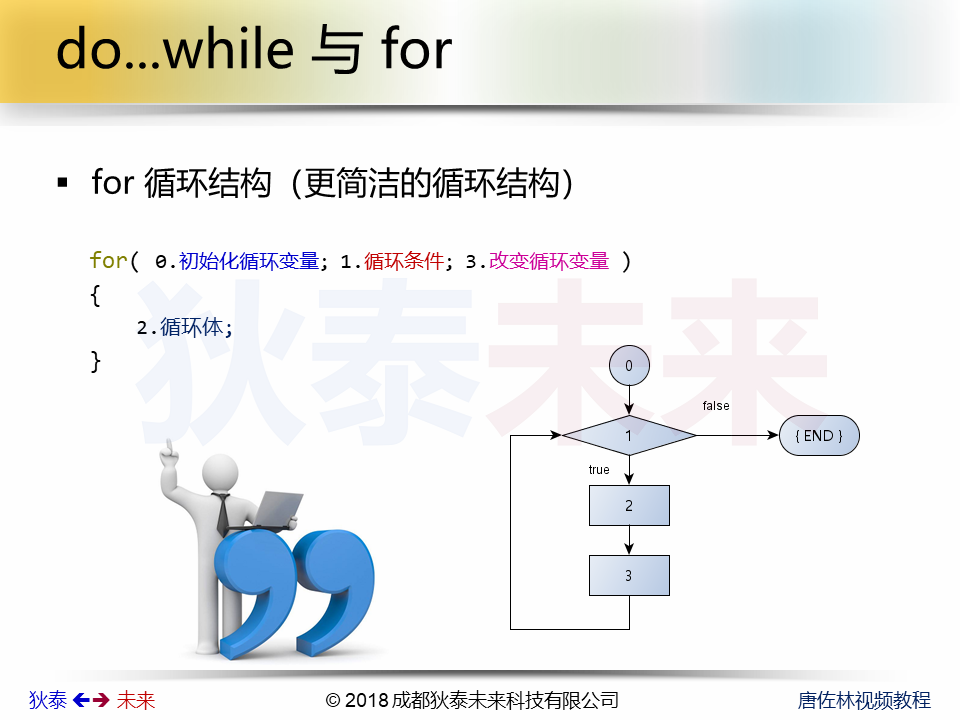 do...while 与 for
▪ for 循环结构（更简洁的循环结构）
for( 0.初始化循环变量; 1.循环条件; 3.改变循环变量 )
{
2.循环体;
}
狄泰未来
0
false
1
{ END }
true
2
3
狄泰 🡸🡺 未来
© 2018 成都狄泰未来科技有限公司
唐佐林视频教程